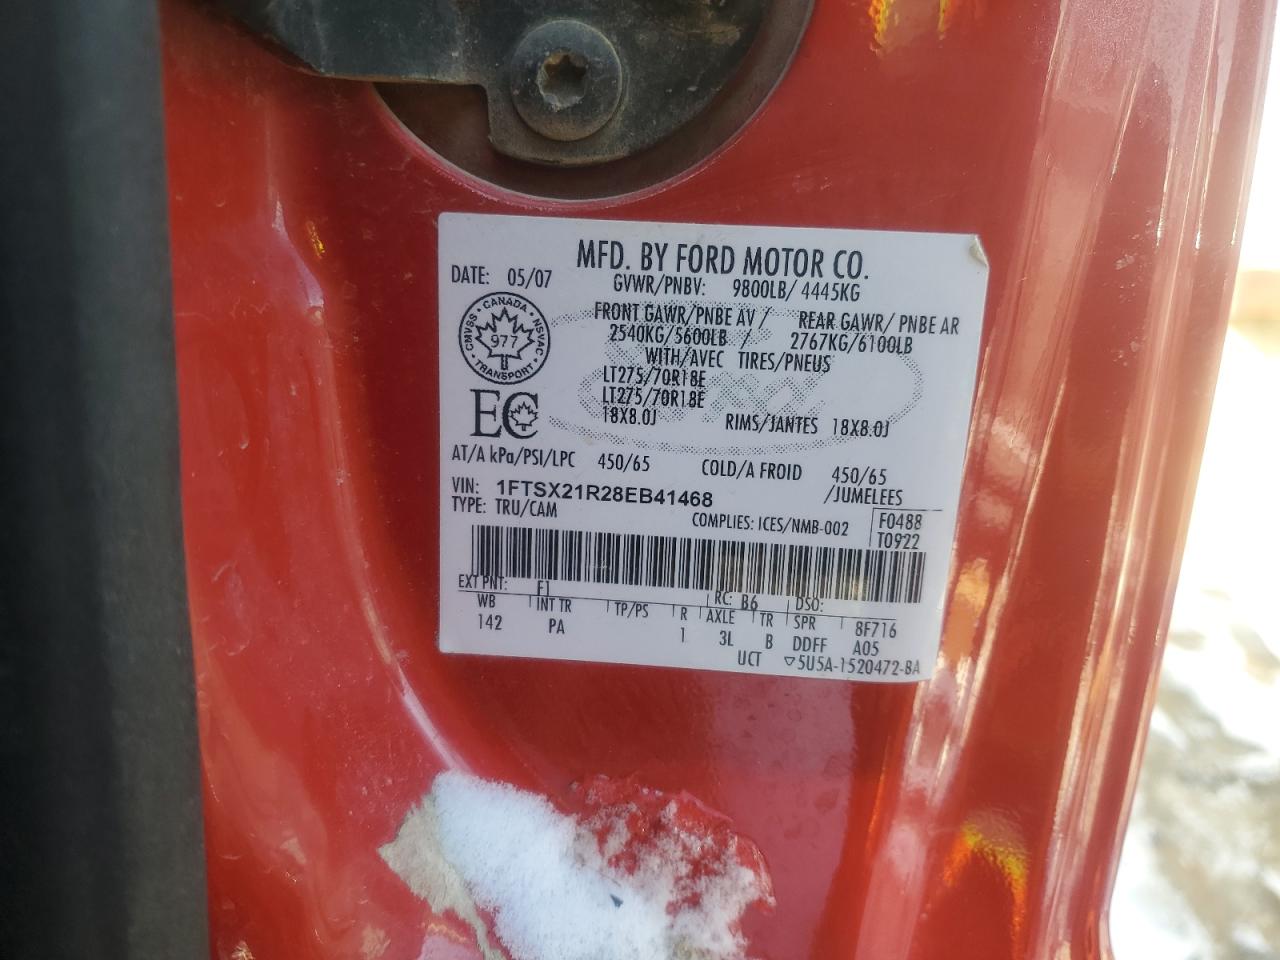 MFD. BY FORD MOTOR CO.
DATE: 05/07
GVWR/PNBV: 9800LB/ 4445KG
FRONT GAWR/PNBE AV / REAR GAWR/ PNBE AR
2540KG/5600LB / 2767KG/6100LB
WITH/AVEC TIRES/PNEUS
LT275/70R18E
LT275/70R18E
18X8.0J RIMS/JANTES 18X8.0J
CMVSS • CANADA • NSVAC • TRANSPORT •
977
EC
AT/A kPa/PSI/LPC 450/65 COLD/A FROID 450/65
/JUMELEES
VIN: 1FTSX21R28EB41468
TYPE: TRU/CAM
COMPLIES: ICES/NMB-002
F0488
T0922
EXT PNT: F1 RC: B6 DSO:
WB INT TR TP/PS R AXLE TR SPR 8F716
142 PA 1 3L B DDFF A05
UCT ▽5U5A-1520472-BA